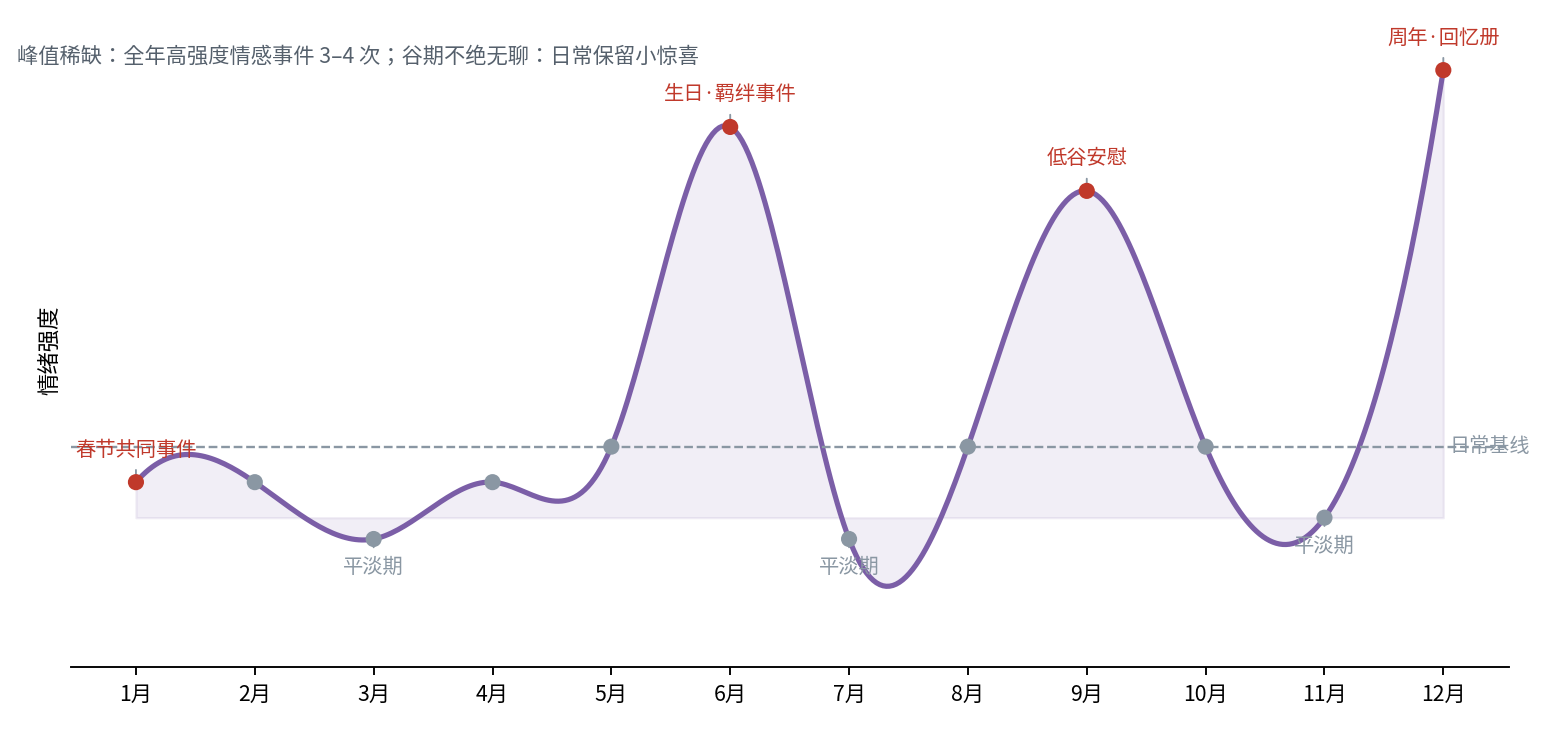 峰值稀缺：全年高强度情感事件 3–4 次；谷期不绝无聊：日常保留小惊喜
周年·回忆册
生日·羁绊事件
低谷安慰
情绪强度
春节共同事件
日常基线
平淡期
平淡期
平淡期
1月 2月 3月 4月 5月 6月 7月 8月 9月 10月 11月 12月